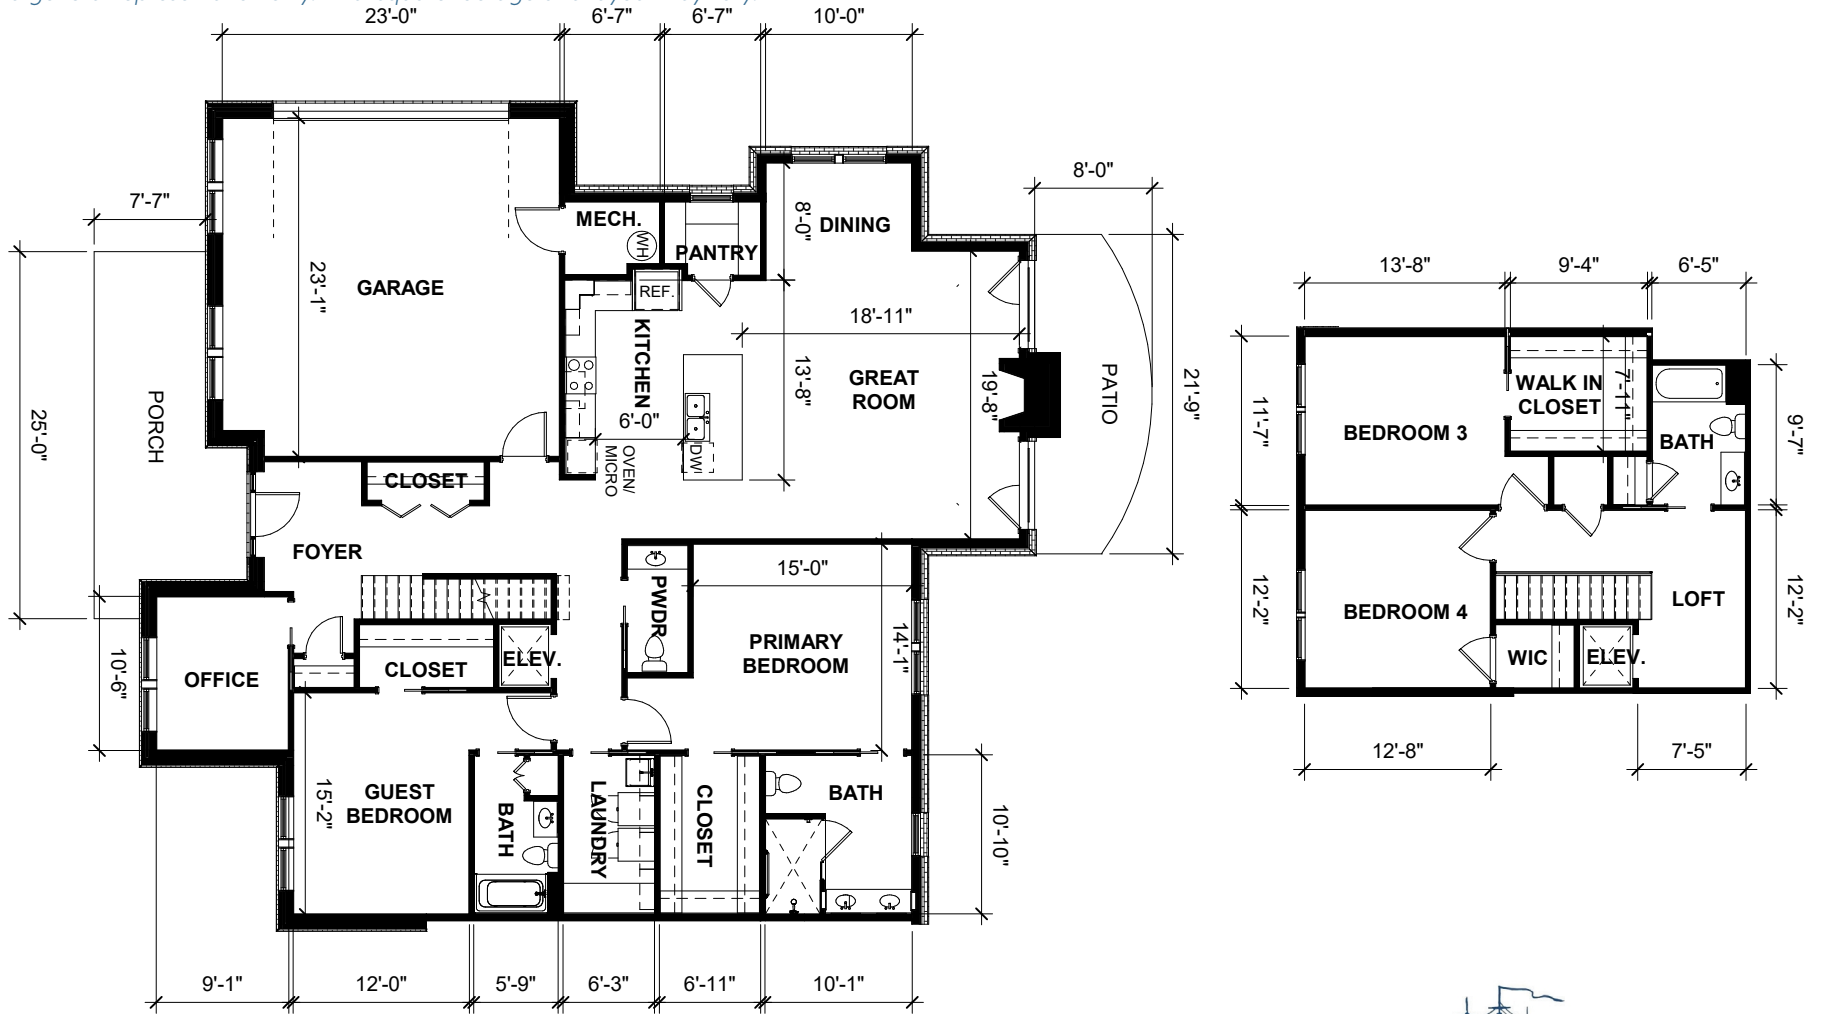 23'-0"
6'-7"
6'-7"
10'-0"
7'-7"
8'-0"
MECH.
WH
PANTRY
8'-0"
DINING
GARAGE
23'-1"
REF.
KITCHEN
18'-11"
13'-8"
GREAT
ROOM
19'-8"
PATIO
21'-9"
25'-0"
PORCH
6'-0"
OVEN/
MICRO
DW
CLOSET
FOYER
15'-0"
PWDR
PRIMARY
BEDROOM
14'-1"
10'-6"
OFFICE
CLOSET
ELEV.
GUEST
BEDROOM
15'-2"
BATH
LAUNDRY
CLOSET
BATH
10'-10"
9'-1"
12'-0"
5'-9"
6'-3"
6'-11"
10'-1"
13'-8"
9'-4"
6'-5"
11'-7"
BEDROOM 3
WALK IN
CLOSET
7'-11"
BATH
9'-7"
12'-2"
BEDROOM 4
LOFT
12'-2"
WIC
ELEV.
12'-8"
7'-5"